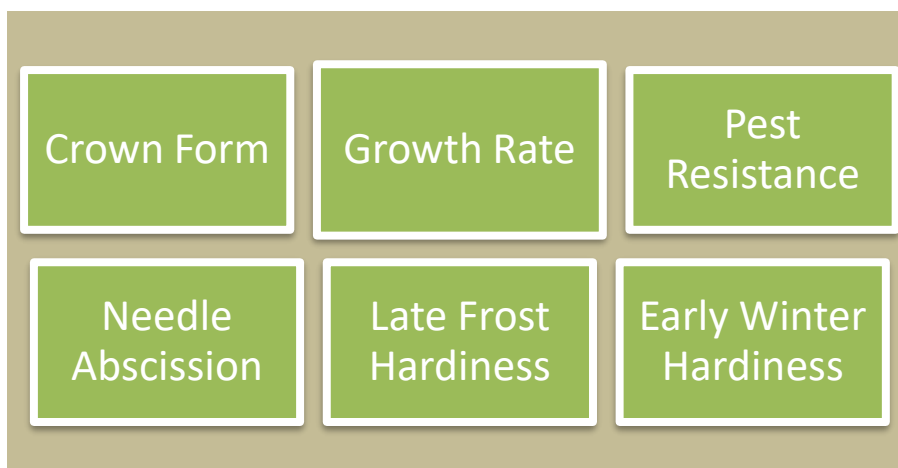 Crown Form
Growth Rate
Pest
Resistance
Needle
Abscission
Late Frost
Hardiness
Early Winter
Hardiness